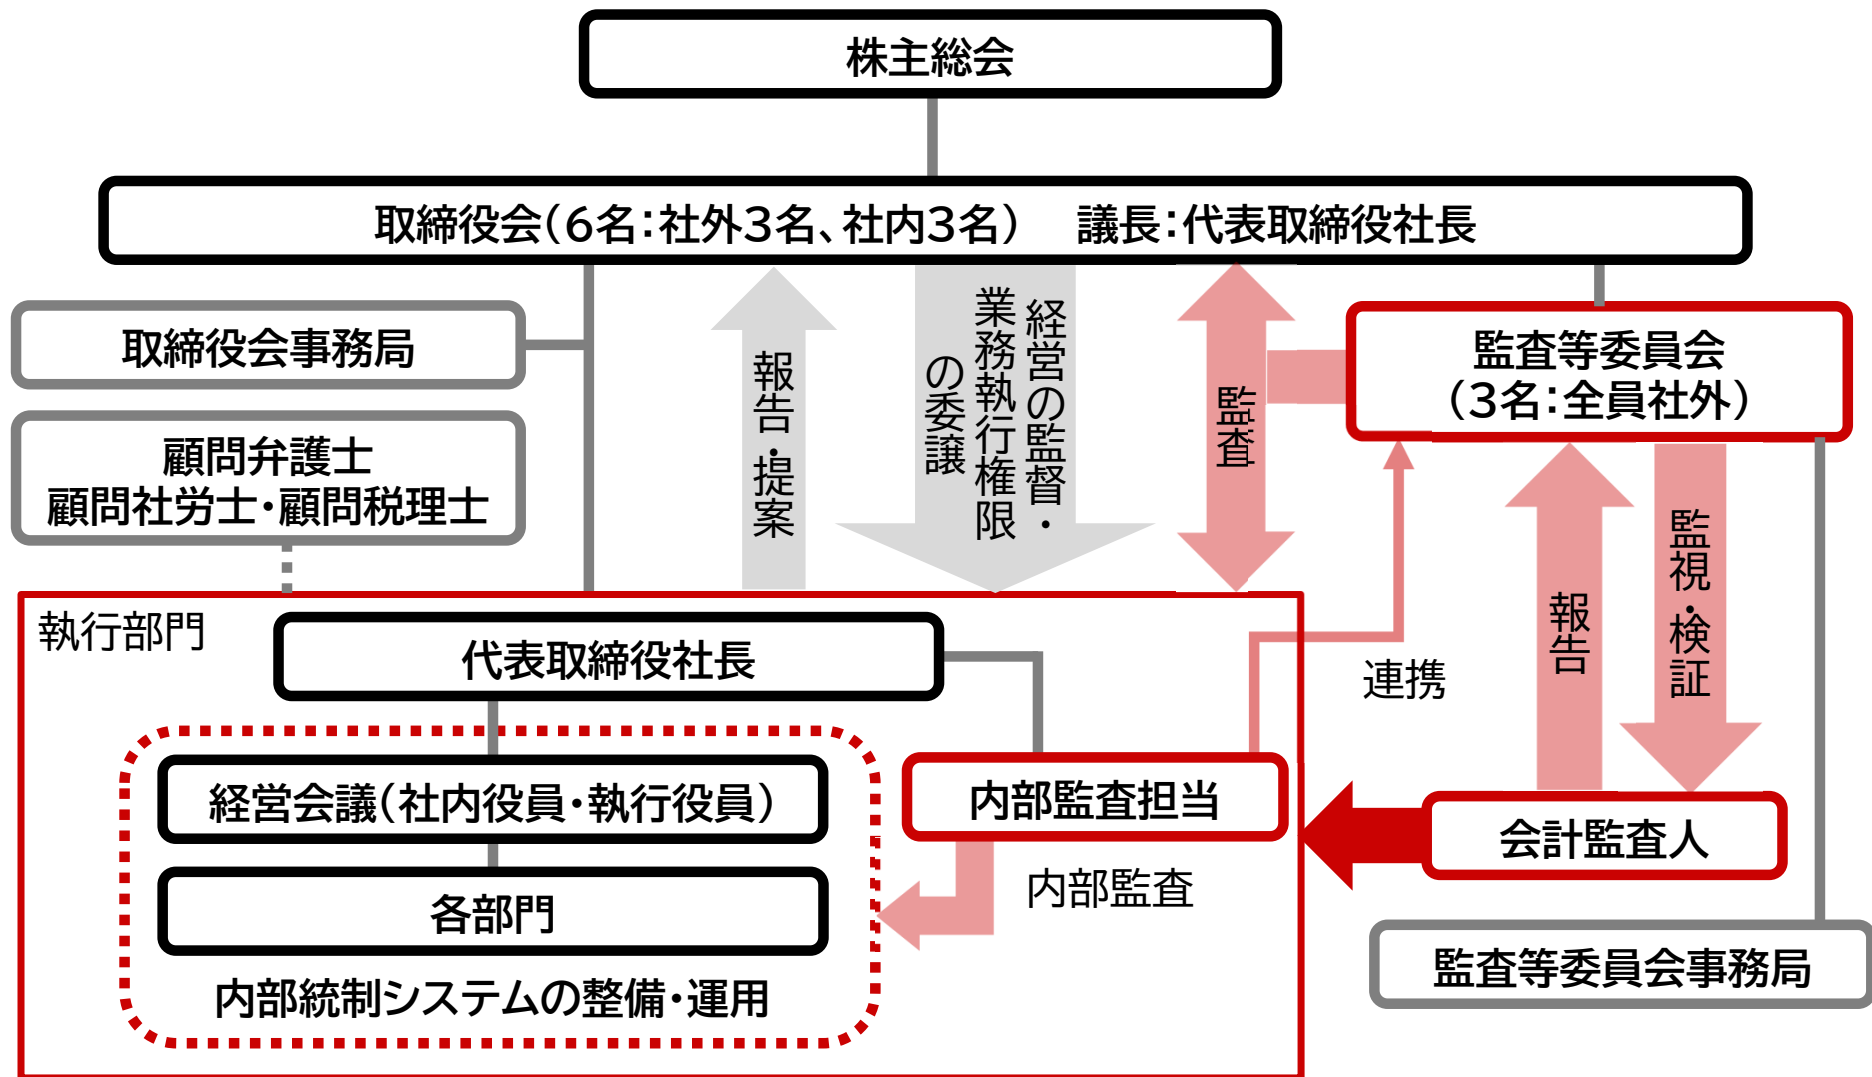 株主総会
取締役会(6名:社外3名、社内3名) 議長:代表取締役社長
取締役会事務局
顧問弁護士
顧問社労士・顧問税理士
報告・提案
経営の監督・
業務執行権限
の委譲
監査
監査等委員会
(3名:全員社外)
報告
監視・検証
連携
執行部門
代表取締役社長
経営会議(社内役員・執行役員)
各部門
内部統制システムの整備・運用
内部監査担当
内部監査
会計監査人
監査等委員会事務局